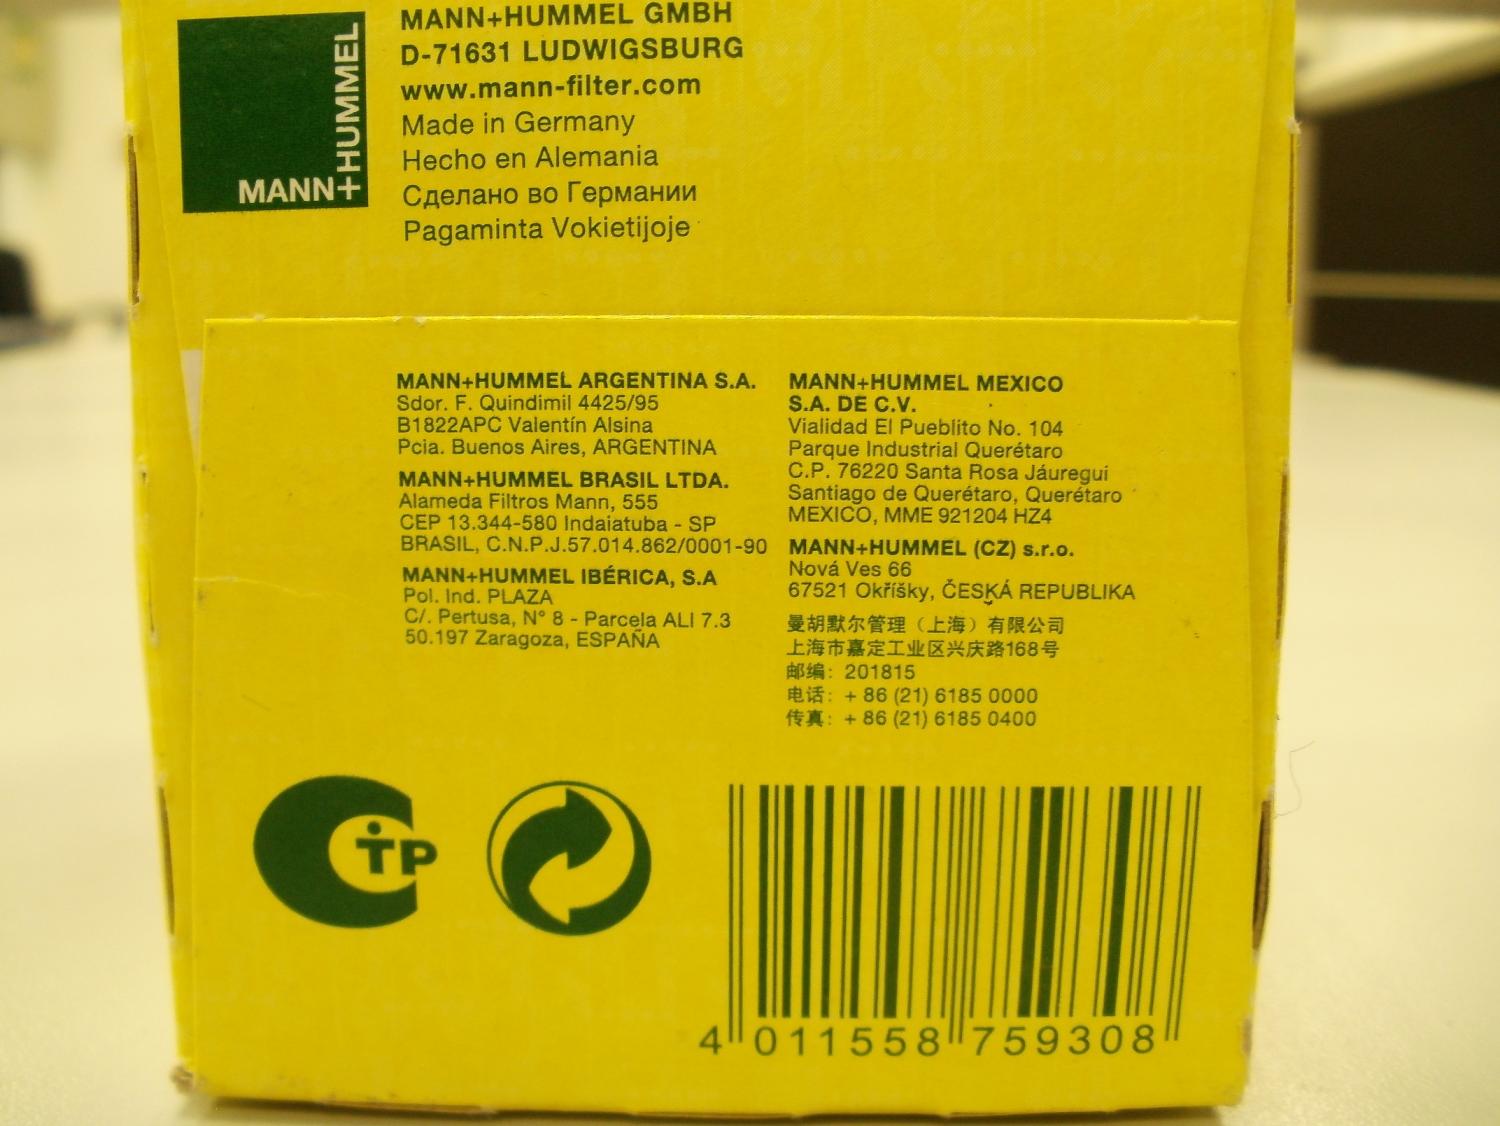 MANN+HUMMEL
MANN+HUMMEL GMBH
D-71631 LUDWIGSBURG
www.mann-filter.com
Made in Germany
Hecho en Alemania
Сделано во Германии
Pagaminta Vokietijoje
MANN+HUMMEL ARGENTINA S.A.
Sdor. F. Quindimil 4425/95
B1822APC Valentín Alsina
Pcia. Buenos Aires, ARGENTINA
MANN+HUMMEL BRASIL LTDA.
Alameda Filtros Mann, 555
CEP 13.344-580 Indaiatuba - SP
BRASIL, C.N.P.J.57.014.862/0001-90
MANN+HUMMEL IBÉRICA, S.A
Pol. Ind. PLAZA
C/. Pertusa, N° 8 - Parcela ALI 7.3
50.197 Zaragoza, ESPAÑA
MANN+HUMMEL MEXICO
S.A. DE C.V.
Vialidad El Pueblito No. 104
Parque Industrial Querétaro
C.P. 76220 Santa Rosa Jáuregui
Santiago de Querétaro, Querétaro
MEXICO, MME 921204 HZ4
MANN+HUMMEL (CZ) s.r.o.
Nová Ves 66
67521 Okříšky, ČESKÁ REPUBLIKA
曼胡默尔管理（上海）有限公司
上海市嘉定工业区兴庆路168号
邮编: 201815
电话: + 86 (21) 6185 0000
传真: + 86 (21) 6185 0400
СТР
4 011558 759308